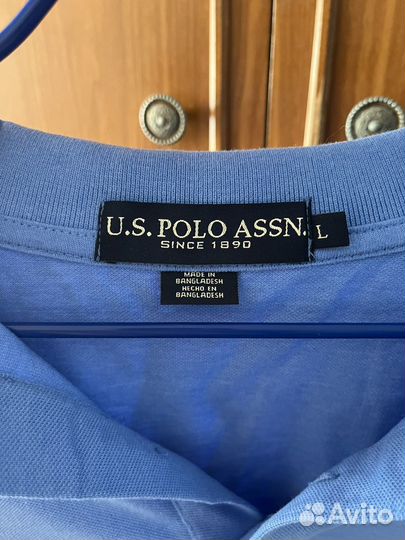 U.S. POLO ASSN.
SINCE 1890
L
MADE IN
BANGLADESH
HECHO EN
BANGLADESH
Avito